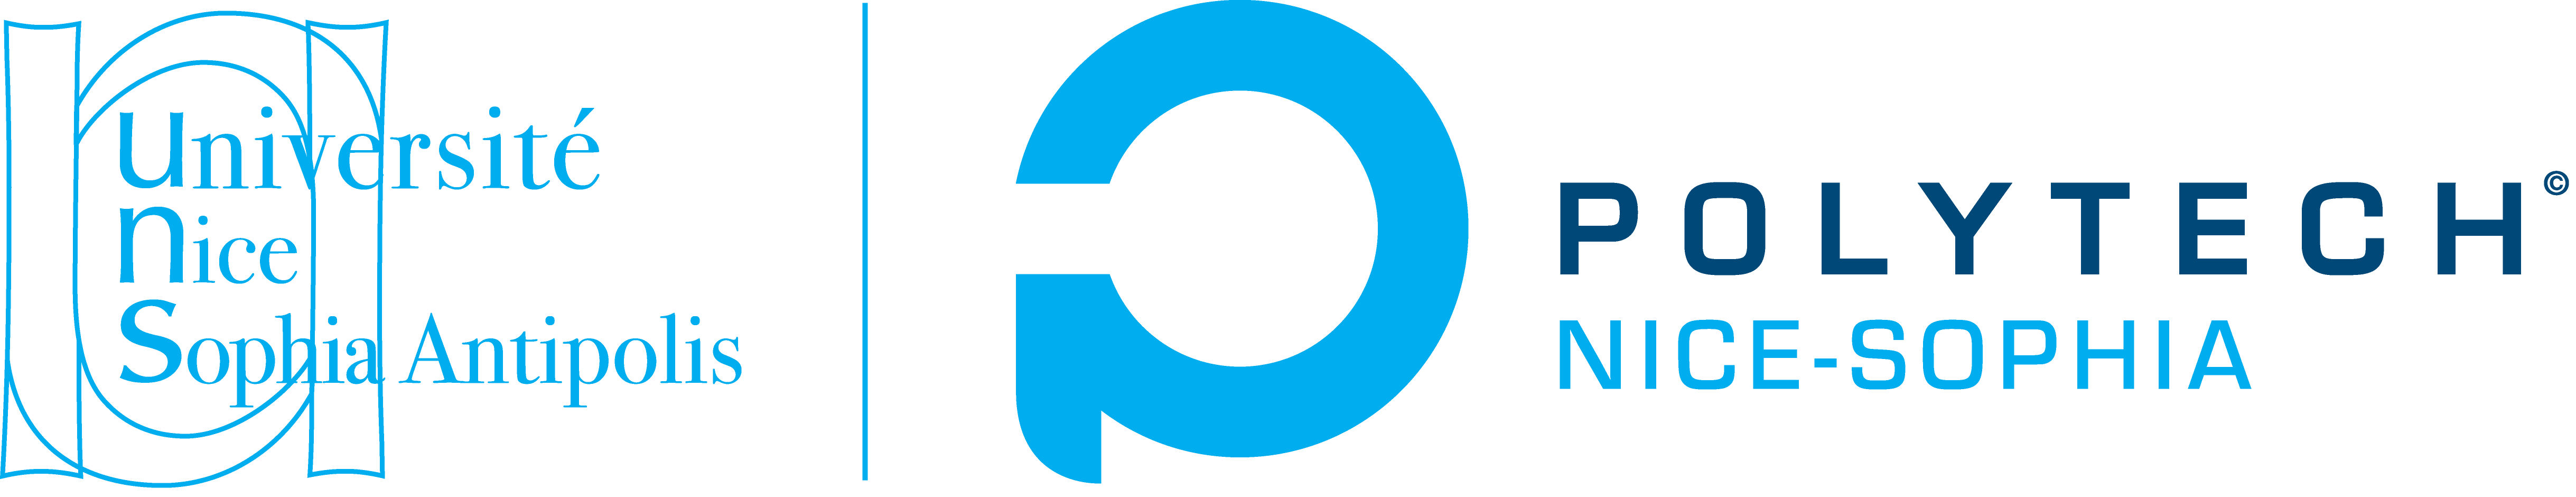 Université
Nice
Sophia Antipolis
POLYTECH©
NICE-SOPHIA